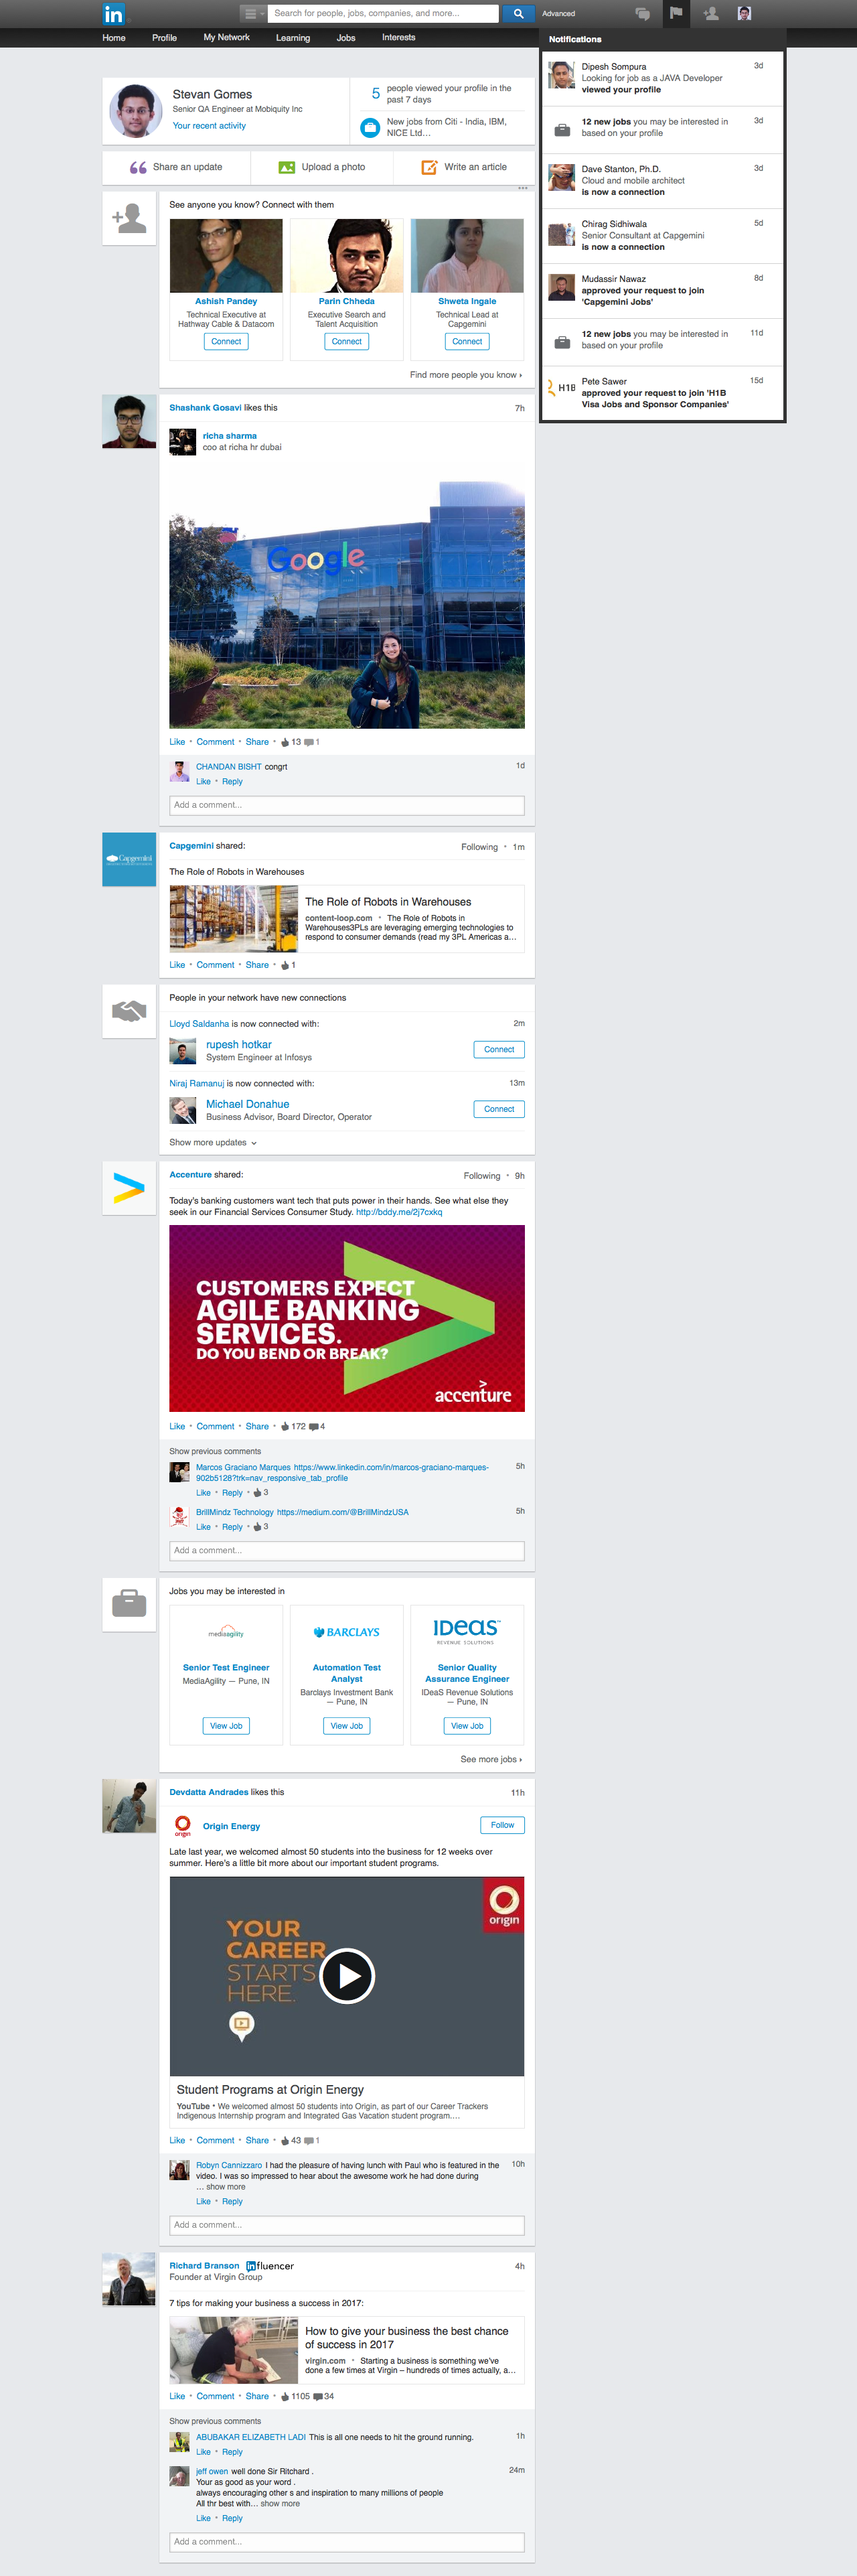 in
Search for people, jobs, companies, and more...
Advanced
Home Profile My Network Learning Jobs Interests
Notifications
Dipesh Sompura 3d
Looking for job as a JAVA Developer
viewed your profile
12 new jobs you may be interested in 3d
based on your profile
Dave Stanton, Ph.D. 3d
Cloud and mobile architect
is now a connection
Chirag Sidhiwala 5d
Senior Consultant at Capgemini
is now a connection
Mudassir Nawaz 8d
approved your request to join
'Capgemini Jobs'
12 new jobs you may be interested in 11d
based on your profile
H1B
Pete Sawer 15d
approved your request to join 'H1B
Visa Jobs and Sponsor Companies'
Stevan Gomes
Senior QA Engineer at Mobiquity Inc
Your recent activity
5 people viewed your profile in the
past 7 days
New jobs from Citi - India, IBM,
NICE Ltd...
Share an update Upload a photo Write an article
See anyone you know? Connect with them
Ashish Pandey
Technical Executive at
Hathway Cable & Datacom
Connect
Parin Chheda
Executive Search and
Talent Acquisition
Connect
Shweta Ingale
Technical Lead at
Capgemini
Connect
Find more people you know ›
Shashank Gosavi likes this 7h
richa sharma
coo at richa hr dubai
Google
Like • Comment • Share • 13 1
CHANDAN BISHT congrt 1d
Like • Reply
Add a comment...
Capgemini
Capgemini shared: Following • 1m
The Role of Robots in Warehouses
The Role of Robots in Warehouses
content-loop.com • The Role of Robots in
Warehouses3PLs are leveraging emerging technologies to
respond to consumer demands (read my 3PL Americas a...
Like • Comment • Share • 1
People in your network have new connections
Lloyd Saldanha is now connected with: 2m
rupesh hotkar
System Engineer at Infosys
Connect
Niraj Ramanuj is now connected with: 13m
Michael Donahue
Business Advisor, Board Director, Operator
Connect
Show more updates
Accenture shared: Following • 9h
Today's banking customers want tech that puts power in their hands. See what else they
seek in our Financial Services Consumer Study. http://bddy.me/2j7cxkq
CUSTOMERS EXPECT
AGILE BANKING
SERVICES.
DO YOU BEND OR BREAK?
accenture
Like • Comment • Share • 172 4
Show previous comments
Marcos Graciano Marques https://www.linkedin.com/in/marcos-graciano-marques- 5h
902b5128?trk=nav_responsive_tab_profile
Like • Reply • 3
BrillMindz Technology https://medium.com/@BrillMindzUSA 5h
Like • Reply • 3
Add a comment...
Jobs you may be interested in
mediaagility
Senior Test Engineer
MediaAgility — Pune, IN
View Job
BARCLAYS
Automation Test
Analyst
Barclays Investment Bank
— Pune, IN
View Job
IDeaS
REVENUE SOLUTIONS
Senior Quality
Assurance Engineer
IDeaS Revenue Solutions
— Pune, IN
View Job
See more jobs ›
Devdatta Andrades likes this 11h
origin
Origin Energy
Follow
Late last year, we welcomed almost 50 students into the business for 12 weeks over
summer. Here's a little bit more about our important student programs.
origin
YOUR
CAREER
STARTS
HERE.
Student Programs at Origin Energy
YouTube • We welcomed almost 50 students into Origin, as part of our Career Trackers
Indigenous Internship program and Integrated Gas Vacation student program....
Like • Comment • Share • 43 1
Robyn Cannizzaro I had the pleasure of having lunch with Paul who is featured in the 10h
video. I was so impressed to hear about the awesome work he had done during
... show more
Like • Reply
Add a comment...
Richard Branson influencer 4h
Founder at Virgin Group
7 tips for making your business a success in 2017:
How to give your business the best chance
of success in 2017
virgin.com • Starting a business is something we've
done a few times at Virgin – hundreds of times actually, a...
Like • Comment • Share • 1105 34
Show previous comments
ABUBAKAR ELIZABETH LADI This is all one needs to hit the ground running. 1h
Like • Reply
jeff owen well done Sir Ritchard . 24m
Your as good as your word .
always encouraging other s and inspiration to many millions of people
All thr best with... show more
Like • Reply
Add a comment...